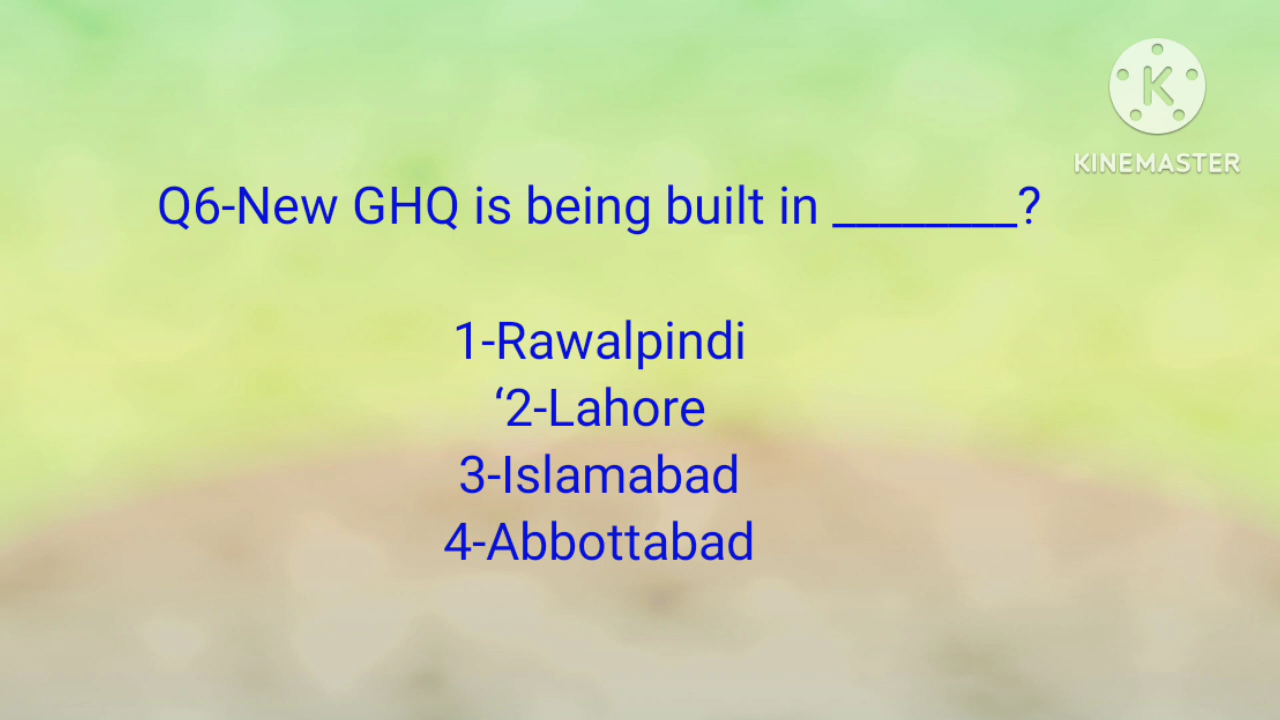 KINEMASTER
Q6-New GHQ is being built in ________?
1-Rawalpindi
‘2-Lahore
3-Islamabad
4-Abbottabad